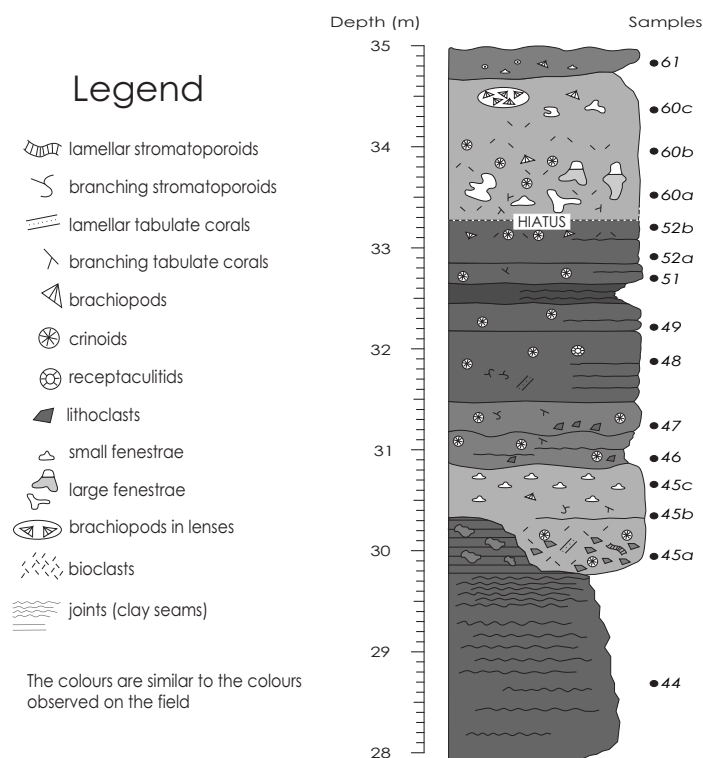 Depth (m)
Samples
Legend
lamellar stromatoporoids
branching stromatoporoids
lamellar tabulate corals
branching tabulate corals
brachiopods
crinoids
receptaculitids
lithoclasts
small fenestrae
large fenestrae
brachiopods in lenses
bioclasts
joints (clay seams)
The colours are similar to the colours
observed on the field
35
34
33
32
31
30
29
28
HIATUS
61
60c
60b
60a
52b
52a
51
49
48
47
46
45c
45b
45a
44